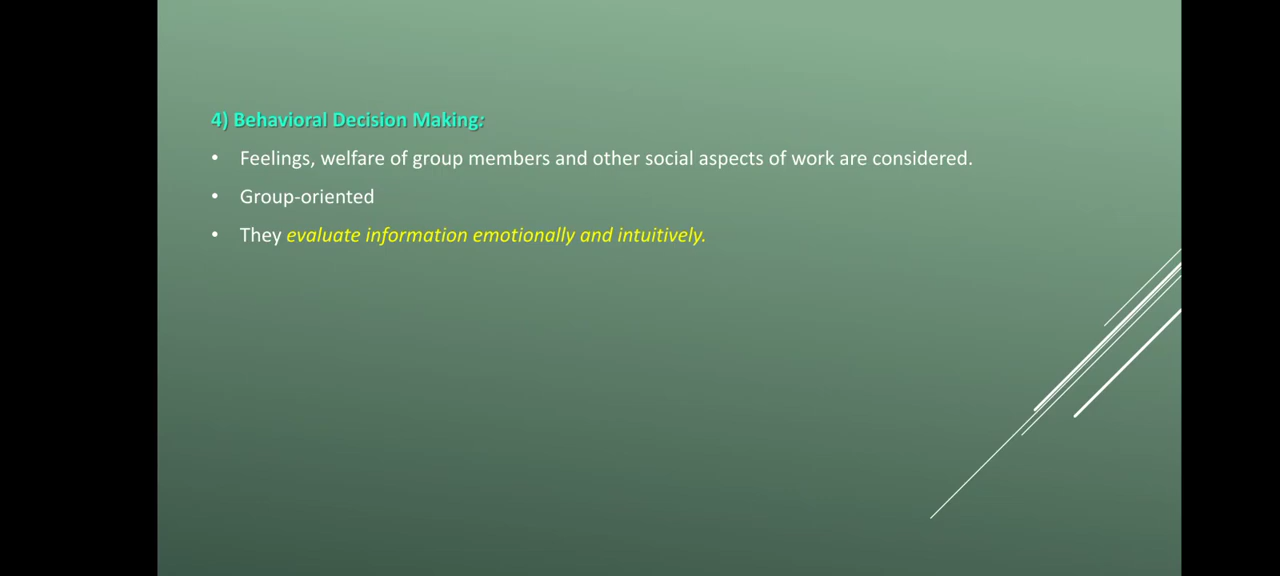 4) Behavioral Decision Making:
• Feelings, welfare of group members and other social aspects of work are considered.
• Group-oriented
• They evaluate information emotionally and intuitively.